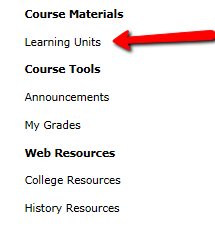 Course Materials
Learning Units
Course Tools
Announcements
My Grades
Web Resources
College Resources
History Resources